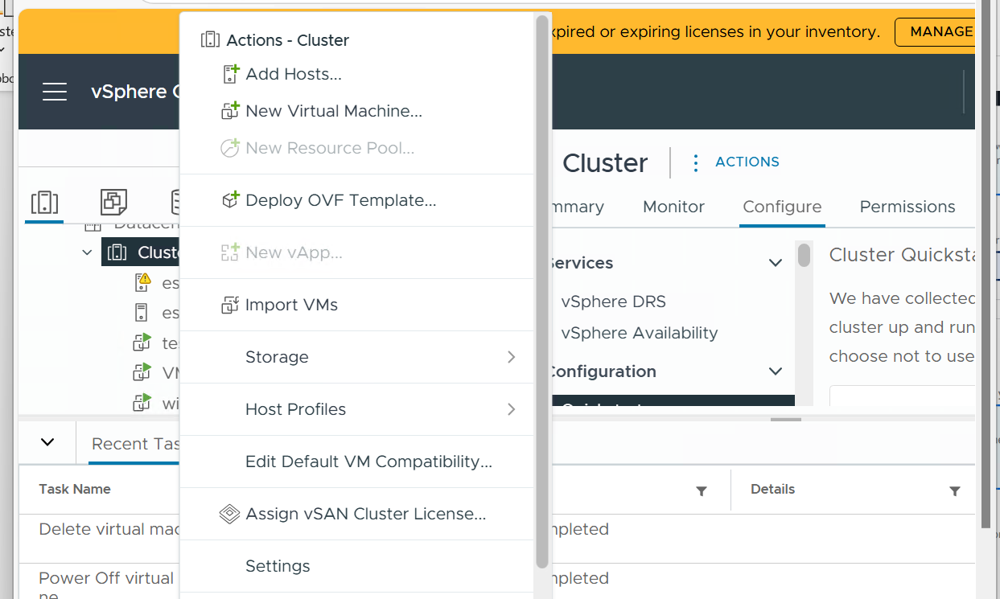 xpired or expiring licenses in your inventory.
MANAGE
vSphere
Actions - Cluster
Add Hosts...
New Virtual Machine...
New Resource Pool...
Deploy OVF Template...
New vApp...
Import VMs
Storage
Host Profiles
Edit Default VM Compatibility...
Assign vSAN Cluster License...
Settings
Datacen
Clust
es
es
te
VM
wi
Cluster
ACTIONS
mmary
Monitor
Configure
Permissions
ervices
vSphere DRS
vSphere Availability
Configuration
Cluster Quicksta
We have collected
cluster up and run
choose not to use
Recent Tas
Task Name
Details
Delete virtual mac
mpleted
Power Off virtual
ne
mpleted